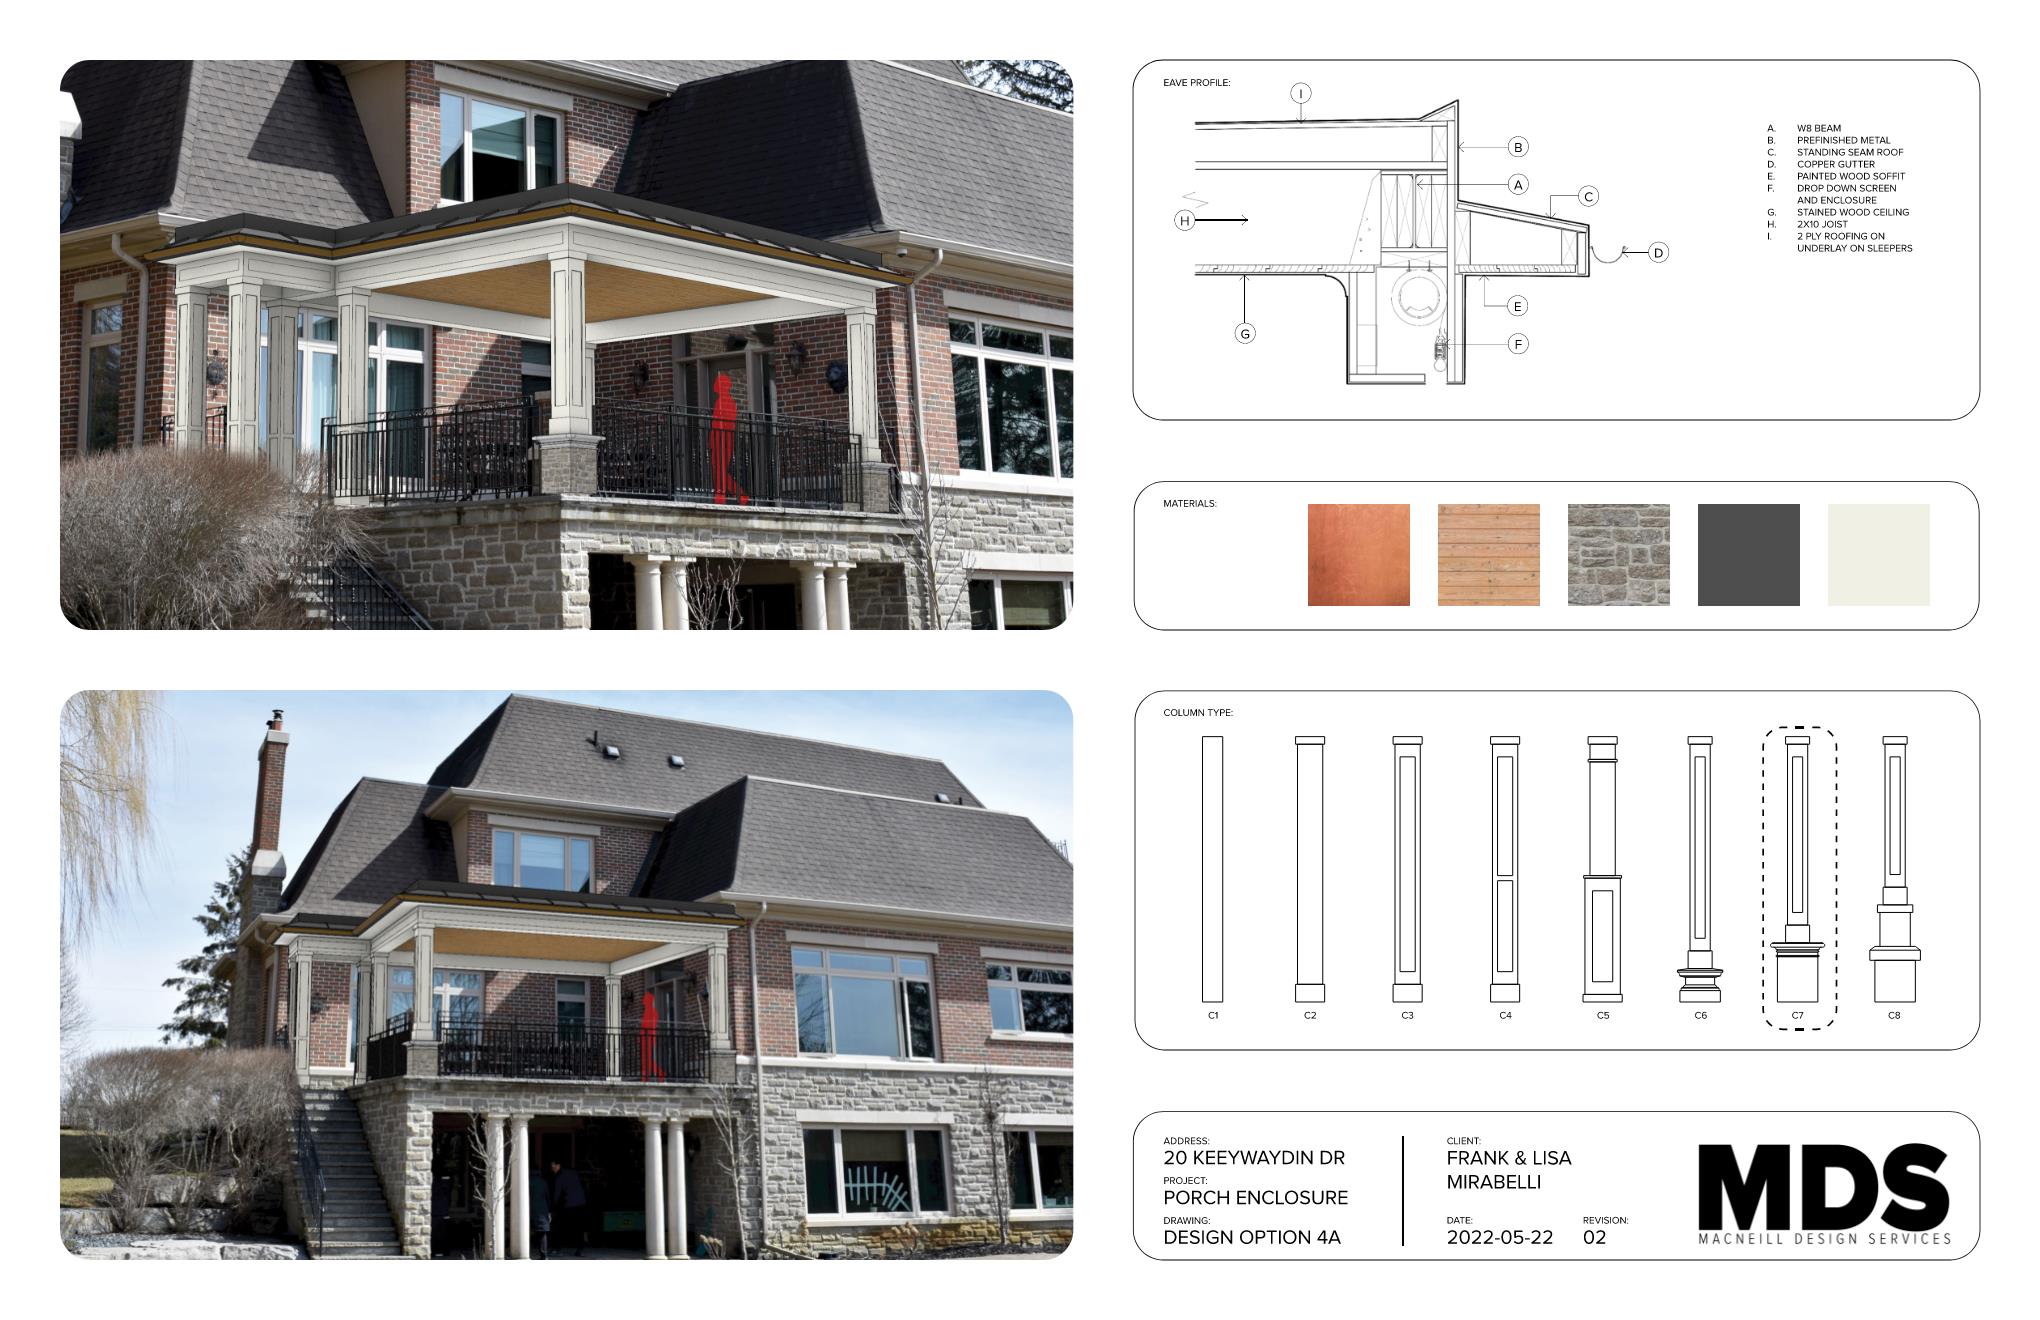 EAVE PROFILE:
I
B
A
C
H
D
E
G
F
A. W8 BEAM
B. PREFINISHED METAL
C. STANDING SEAM ROOF
D. COPPER GUTTER
E. PAINTED WOOD SOFFIT
F. DROP DOWN SCREEN
AND ENCLOSURE
G. STAINED WOOD CEILING
H. 2X10 JOIST
I. 2 PLY ROOFING ON
UNDERLAY ON SLEEPERS
MATERIALS:
COLUMN TYPE:
C1 C2 C3 C4 C5 C6 C7 C8
ADDRESS:
20 KEEYWAYDIN DR
PROJECT:
PORCH ENCLOSURE
DRAWING:
DESIGN OPTION 4A
CLIENT:
FRANK & LISA
MIRABELLI
DATE:
2022-05-22
REVISION:
02
MDS
MACNEILL DESIGN SERVICES